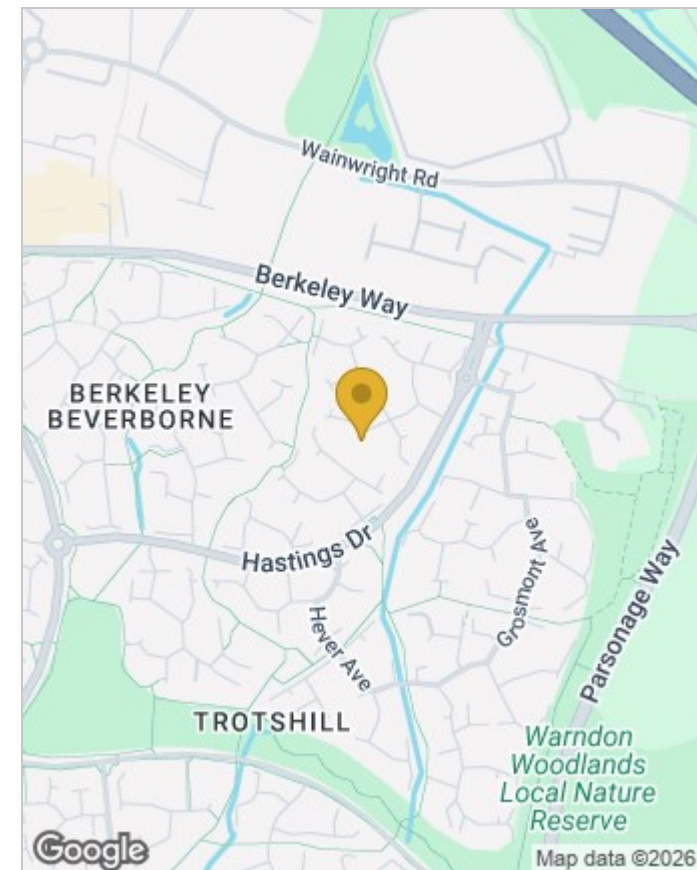 Wainwright Rd
Berkeley Way
BERKELEY
BEVERBORNE
Hastings Dr
Grosmont Ave
Hever Ave
Parsonage Way
TROTSHILL
Warndon
Woodlands
Local Nature
Reserve
Google
Map data ©2026